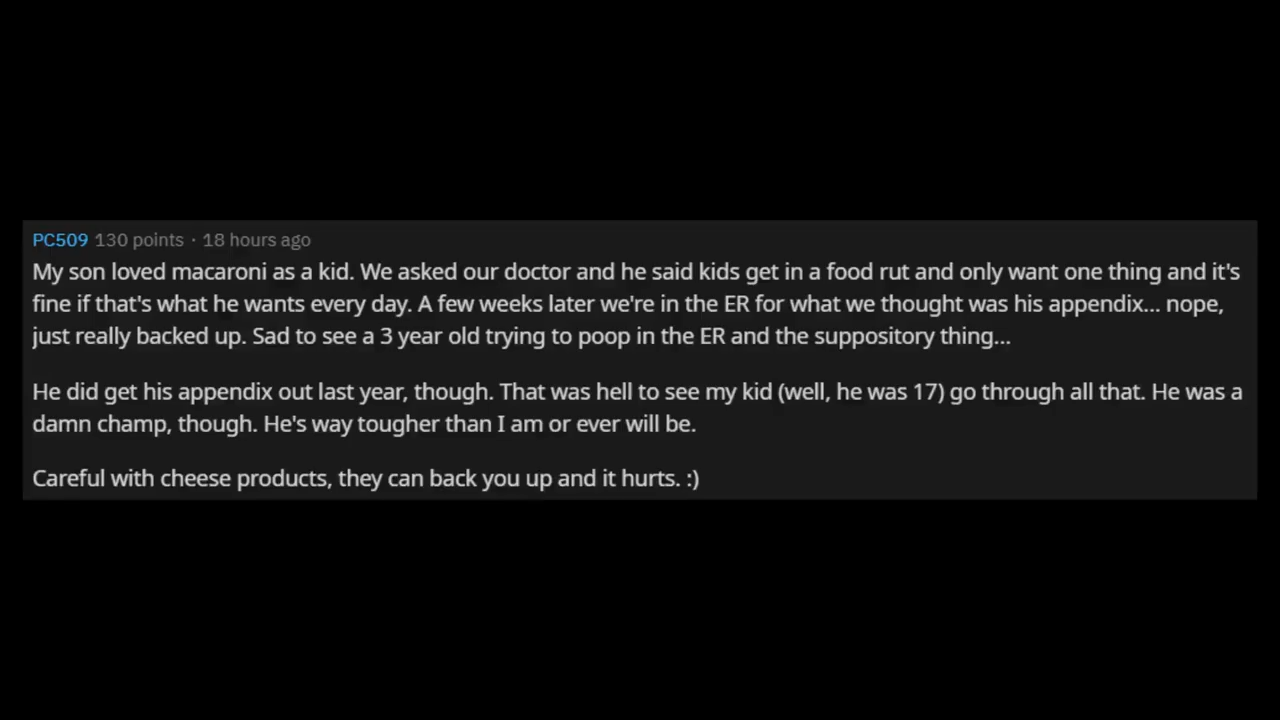 PC509 130 points · 18 hours ago
My son loved macaroni as a kid. We asked our doctor and he said kids get in a food rut and only want one thing and it's
fine if that's what he wants every day. A few weeks later we're in the ER for what we thought was his appendix... nope,
just really backed up. Sad to see a 3 year old trying to poop in the ER and the suppository thing...
He did get his appendix out last year, though. That was hell to see my kid (well, he was 17) go through all that. He was a
damn champ, though. He's way tougher than I am or ever will be.
Careful with cheese products, they can back you up and it hurts. :)